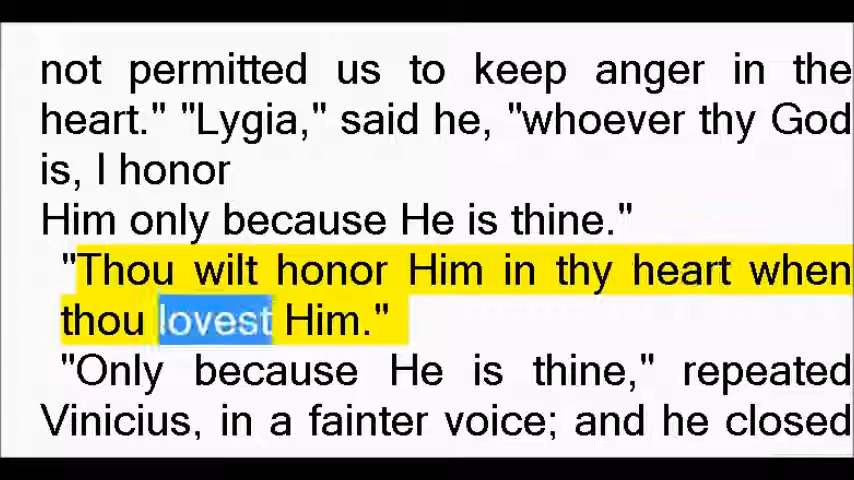 not permitted us to keep anger in the
heart." "Lygia," said he, "whoever thy God
is, I honor
Him only because He is thine."
"Thou wilt honor Him in thy heart when
thou lovest Him."
"Only because He is thine," repeated
Vinicius, in a fainter voice; and he closed